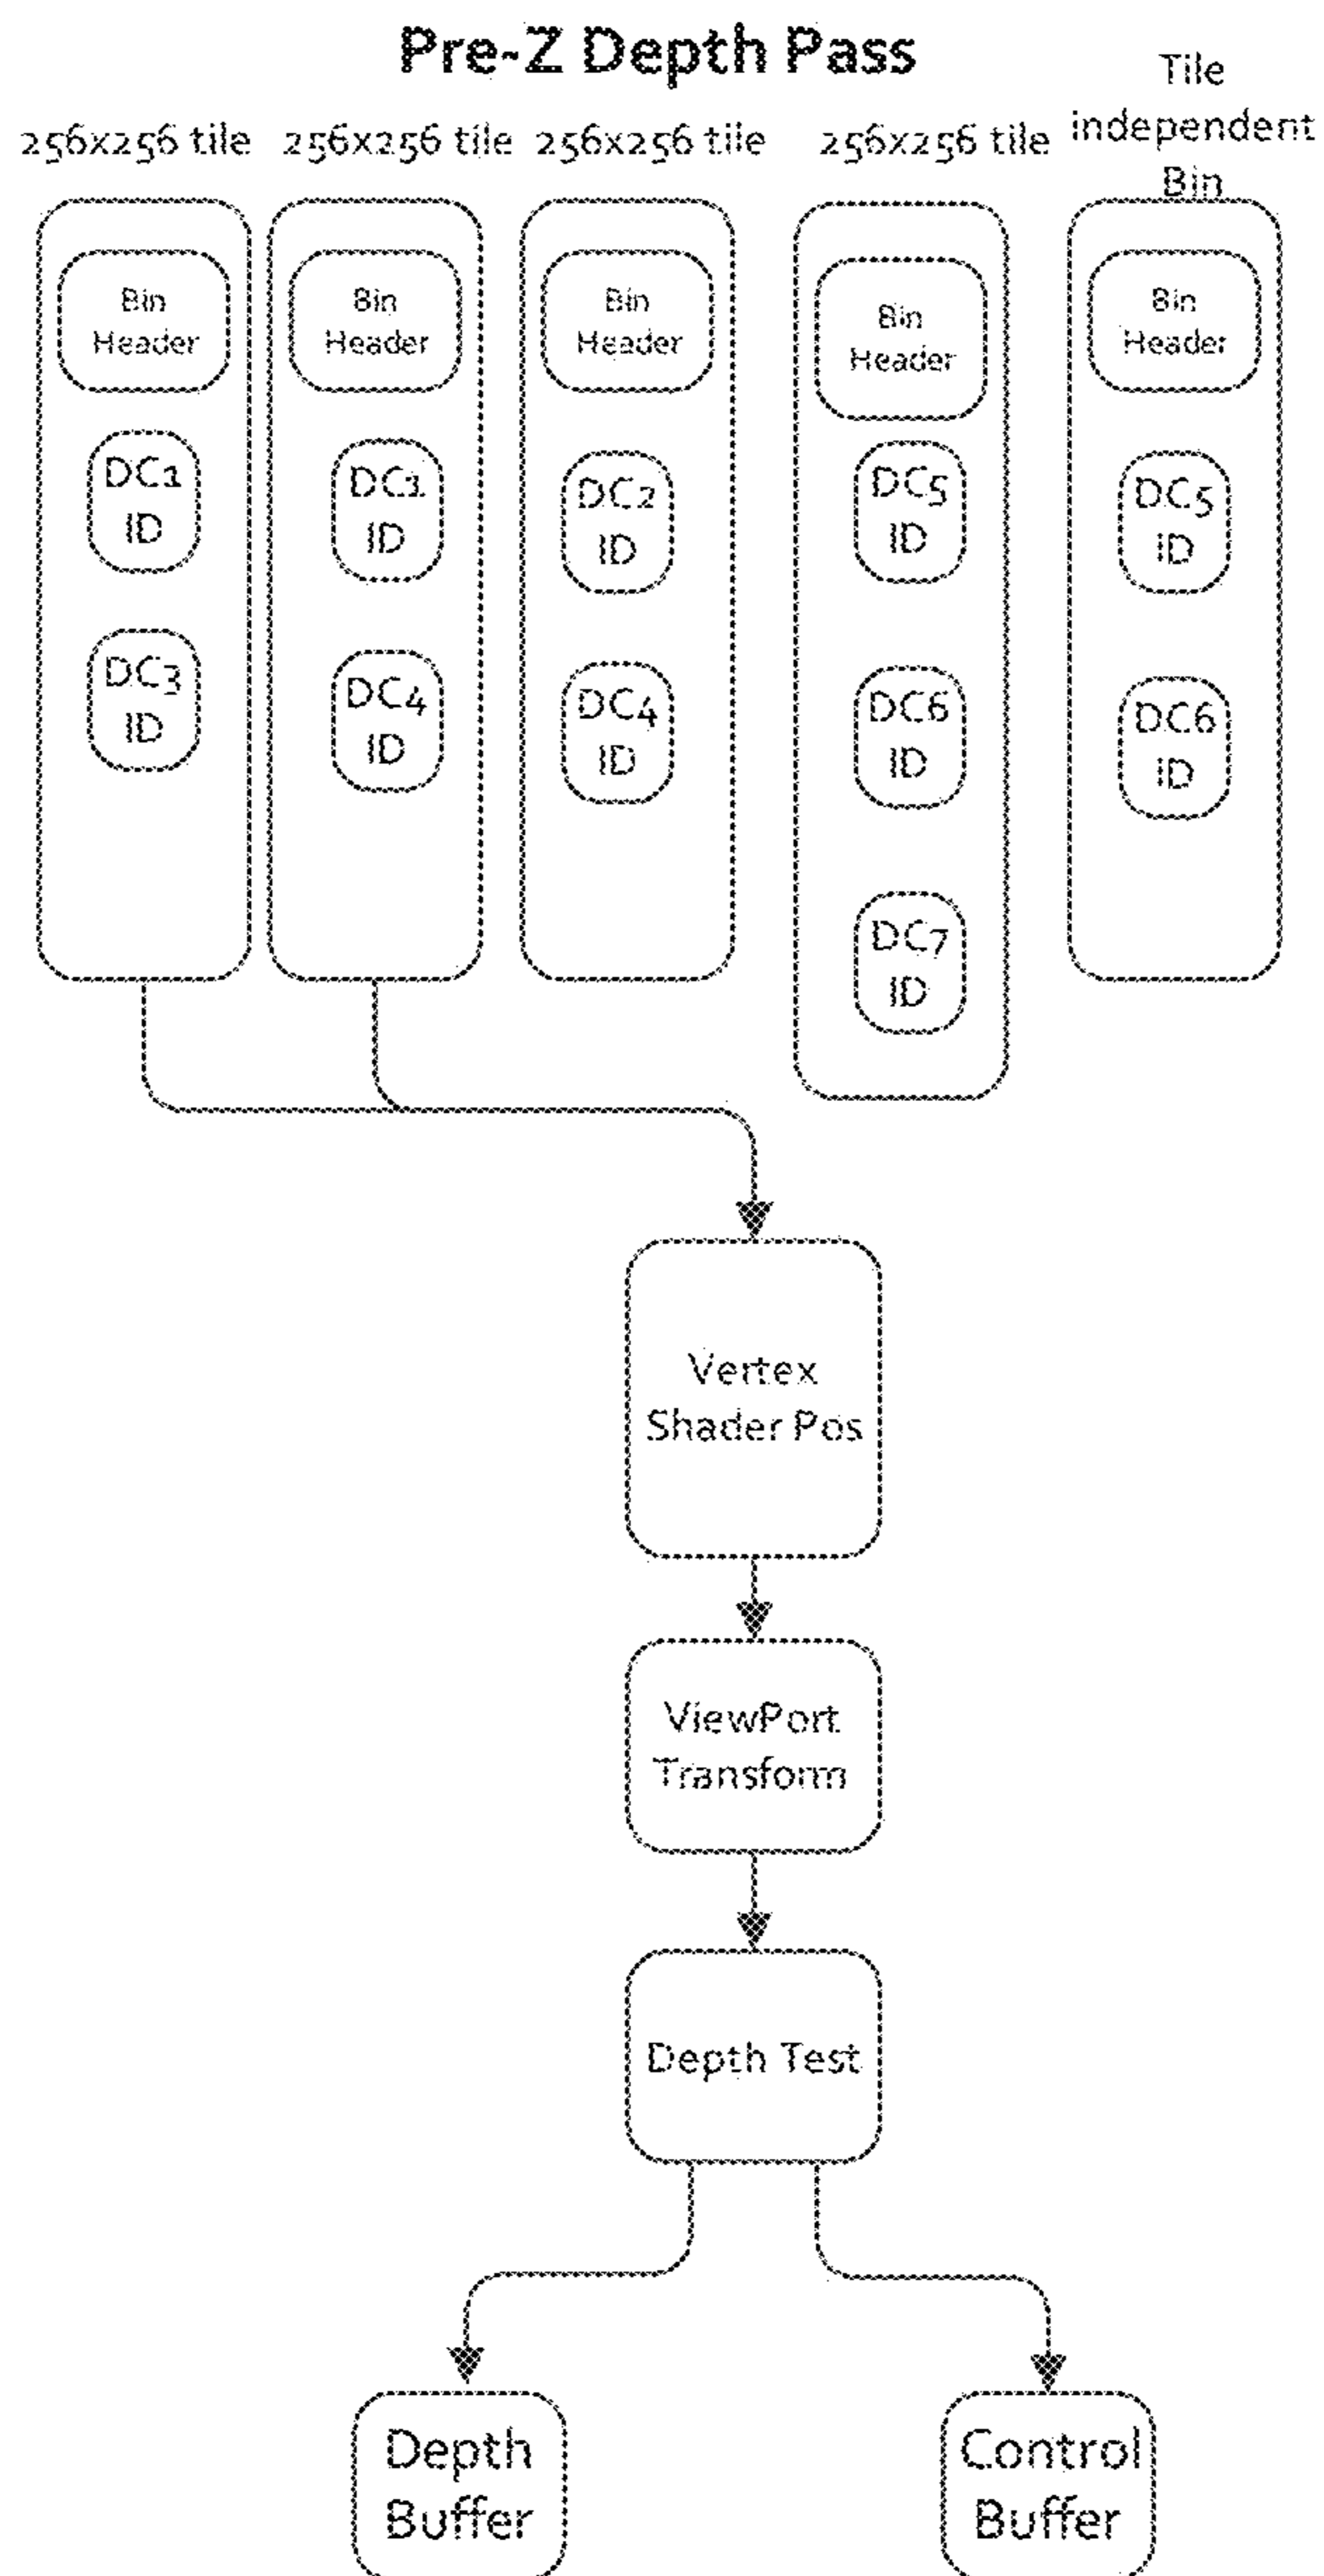 Pre-Z Depth Pass
256x256 tile
256x256 tile
256x256 tile
256x256 tile
Tile
independent
Bin
Bin
Header
DC1
ID
DC3
ID
Bin
Header
DC1
ID
DC4
ID
Bin
Header
DC2
ID
DC4
ID
Bin
Header
DC5
ID
DC6
ID
DC7
ID
Bin
Header
DC5
ID
DC6
ID
Vertex
Shader Pos
ViewPort
Transform
Depth Test
Depth
Buffer
Control
Buffer